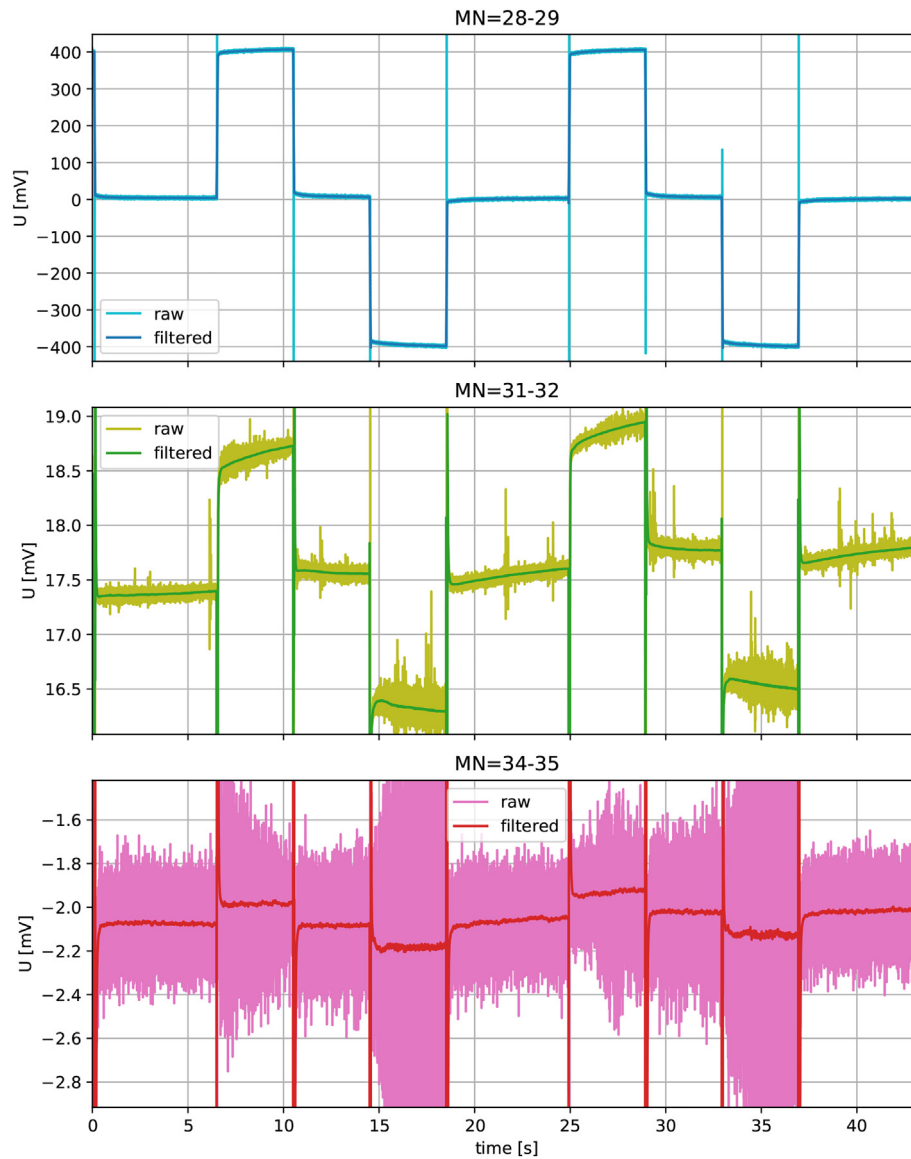 MN=28-29
400
300
200
100
0
−100
−200
−300
−400
U [mV]
raw
filtered
MN=31-32
19.0
18.5
18.0
17.5
17.0
16.5
U [mV]
raw
filtered
MN=34-35
−1.6
−1.8
−2.0
−2.2
−2.4
−2.6
−2.8
U [mV]
raw
filtered
0 5 10 15 20 25 30 35 40
time [s]